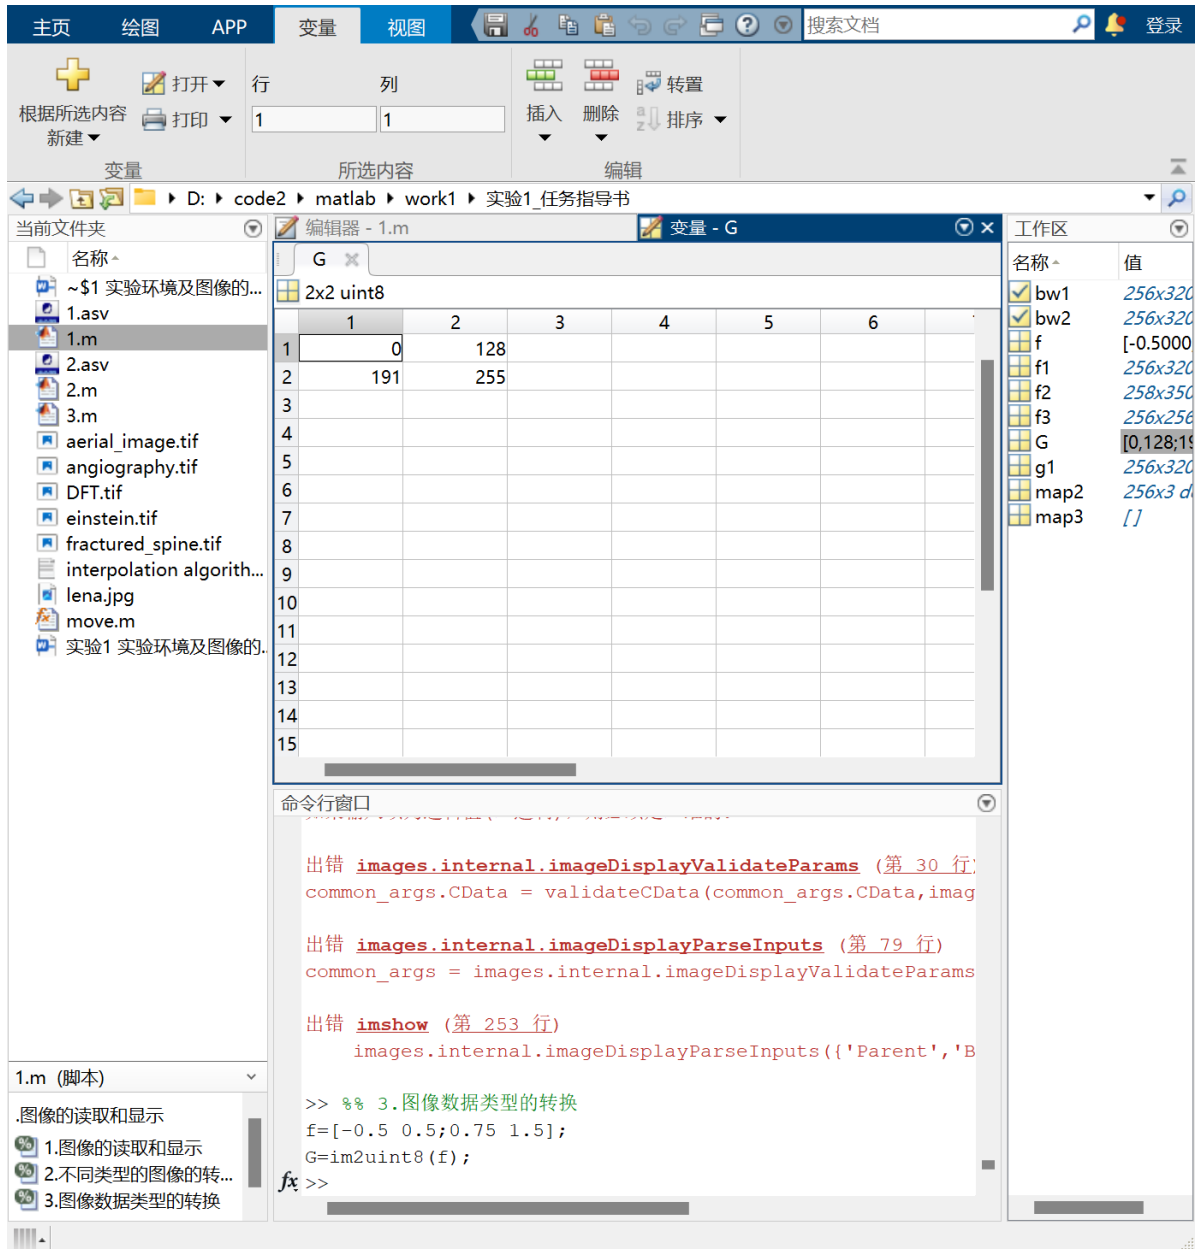 主页 绘图 APP 变量 视图 搜索文档 登录
根据所选内容
新建
打开
打印
行 列
1 1
插入 删除
转置
排序
变量 所选内容 编辑
D: code2 matlab work1 实验1_任务指导书
当前文件夹
名称
~$1 实验环境及图像的...
1.asv
1.m
2.asv
2.m
3.m
aerial_image.tif
angiography.tif
DFT.tif
einstein.tif
fractured_spine.tif
interpolation algorith...
lena.jpg
move.m
实验1 实验环境及图像的..
1.m (脚本)
.图像的读取和显示
1.图像的读取和显示
2.不同类型的图像的转...
3.图像数据类型的转换
编辑器 - 1.m 变量 - G
G
2x2 uint8
1 2 3 4 5 6
1 0 128
2 191 255
3
4
5
6
7
8
9
10
11
12
13
14
15
命令行窗口
出错 images.internal.imageDisplayValidateParams (第 30 行)
common_args.CData = validateCData(common_args.CData,imag
出错 images.internal.imageDisplayParseInputs (第 79 行)
common_args = images.internal.imageDisplayValidateParams
出错 imshow (第 253 行)
images.internal.imageDisplayParseInputs({'Parent','B
>> %% 3.图像数据类型的转换
f=[-0.5 0.5;0.75 1.5];
G=im2uint8(f);
fx >>
工作区
名称 值
bw1 256x320
bw2 256x320
f [-0.5000
f1 256x320
f2 258x350
f3 256x256
G [0,128;19
g1 256x320
map2 256x3 d
map3 []